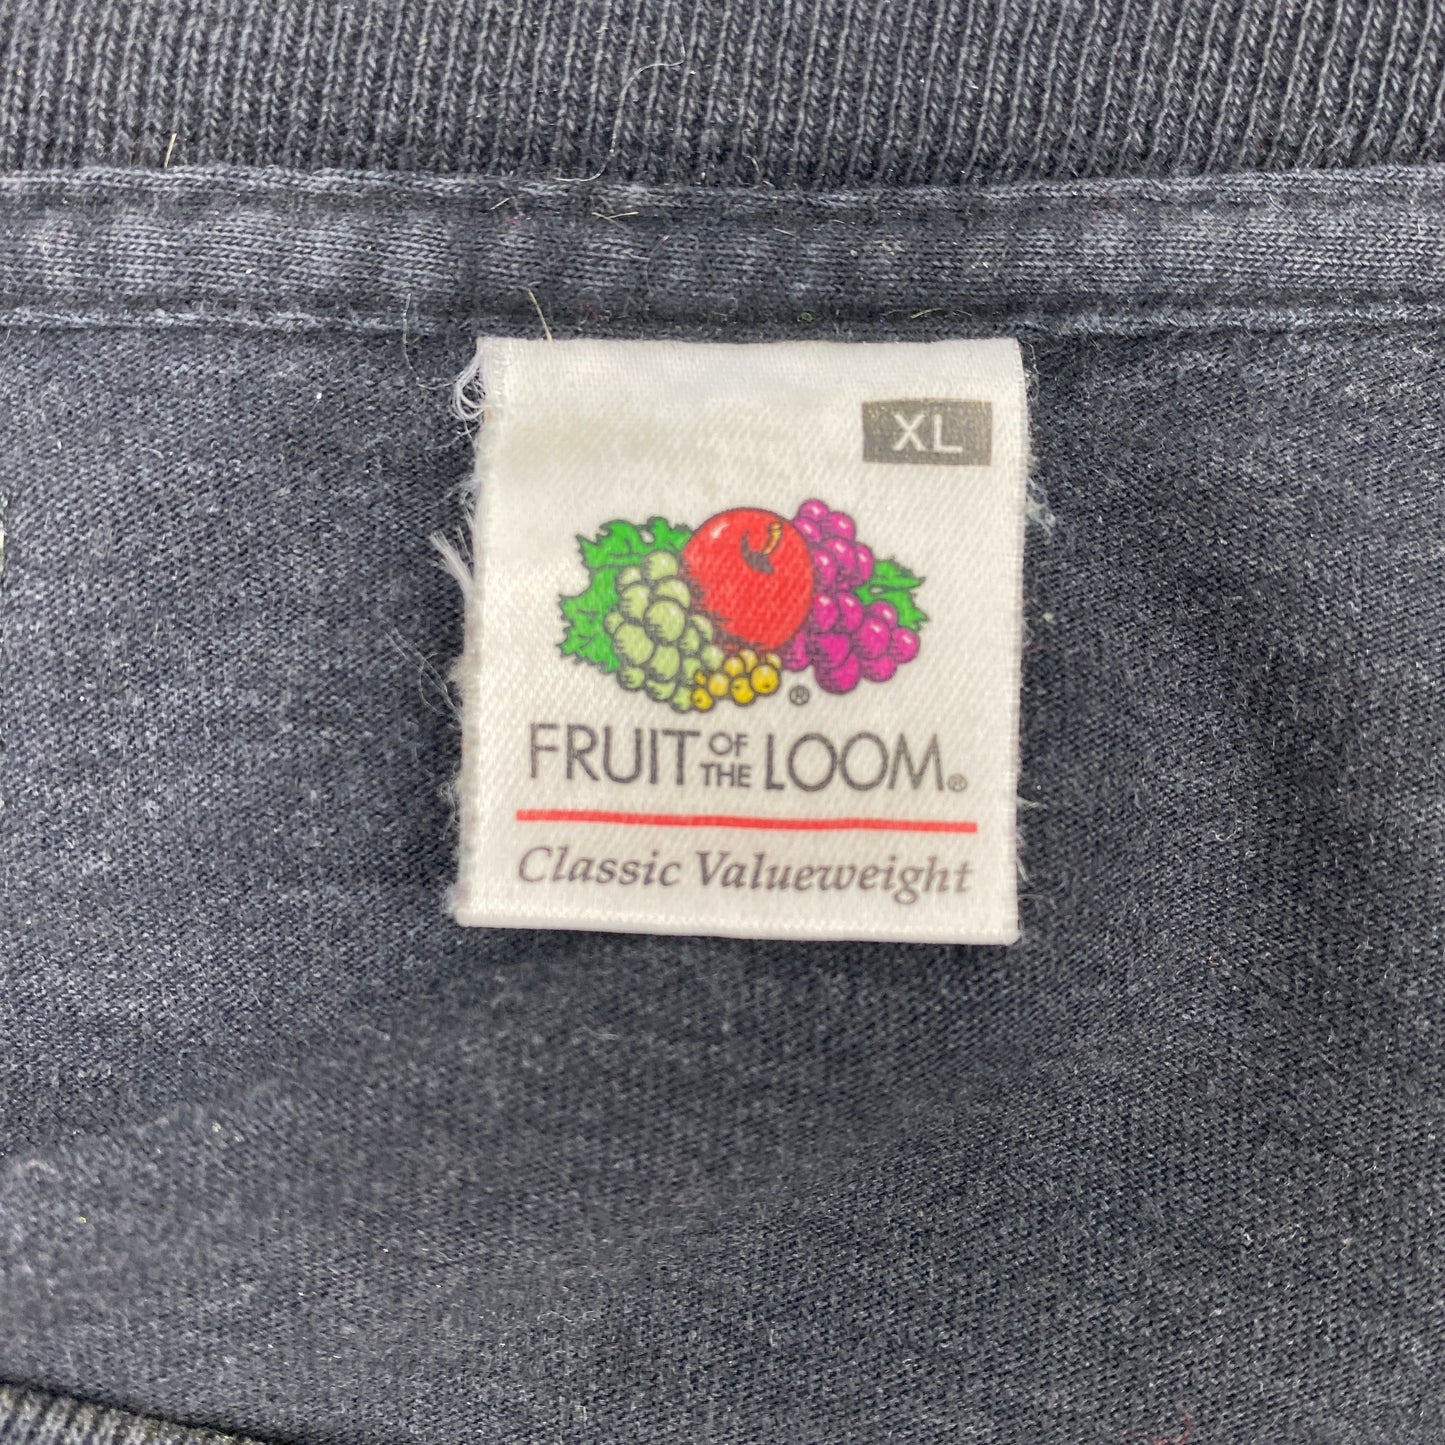 XL
®
FRUIT OF THE LOOM®
Classic Valueweight